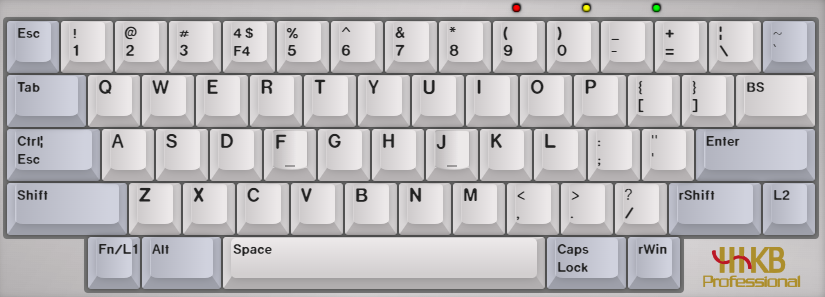 Esc ! @ # 4 $ % ^ & * ( ) _ + ¦ ~
1 2 3 F4 5 6 7 8 9 0 - = \ `
Tab Q W E R T Y U I O P { } BS
[ ]
Ctrl¦ A S D F G H J K L : " Enter
Esc _ _ ; '
Shift Z X C V B N M < > ? rShift L2
, . /
Fn/L1 Alt Space Caps rWin
Lock
HHKB
Professional